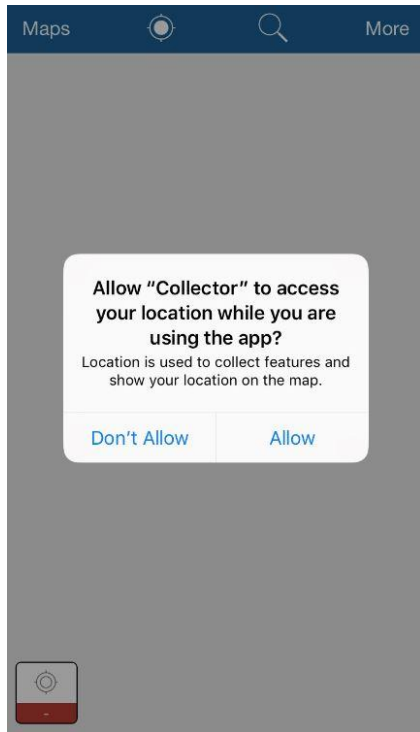 Maps More
Allow “Collector” to access
your location while you are
using the app?
Location is used to collect features and
show your location on the map.
Don't Allow Allow
-